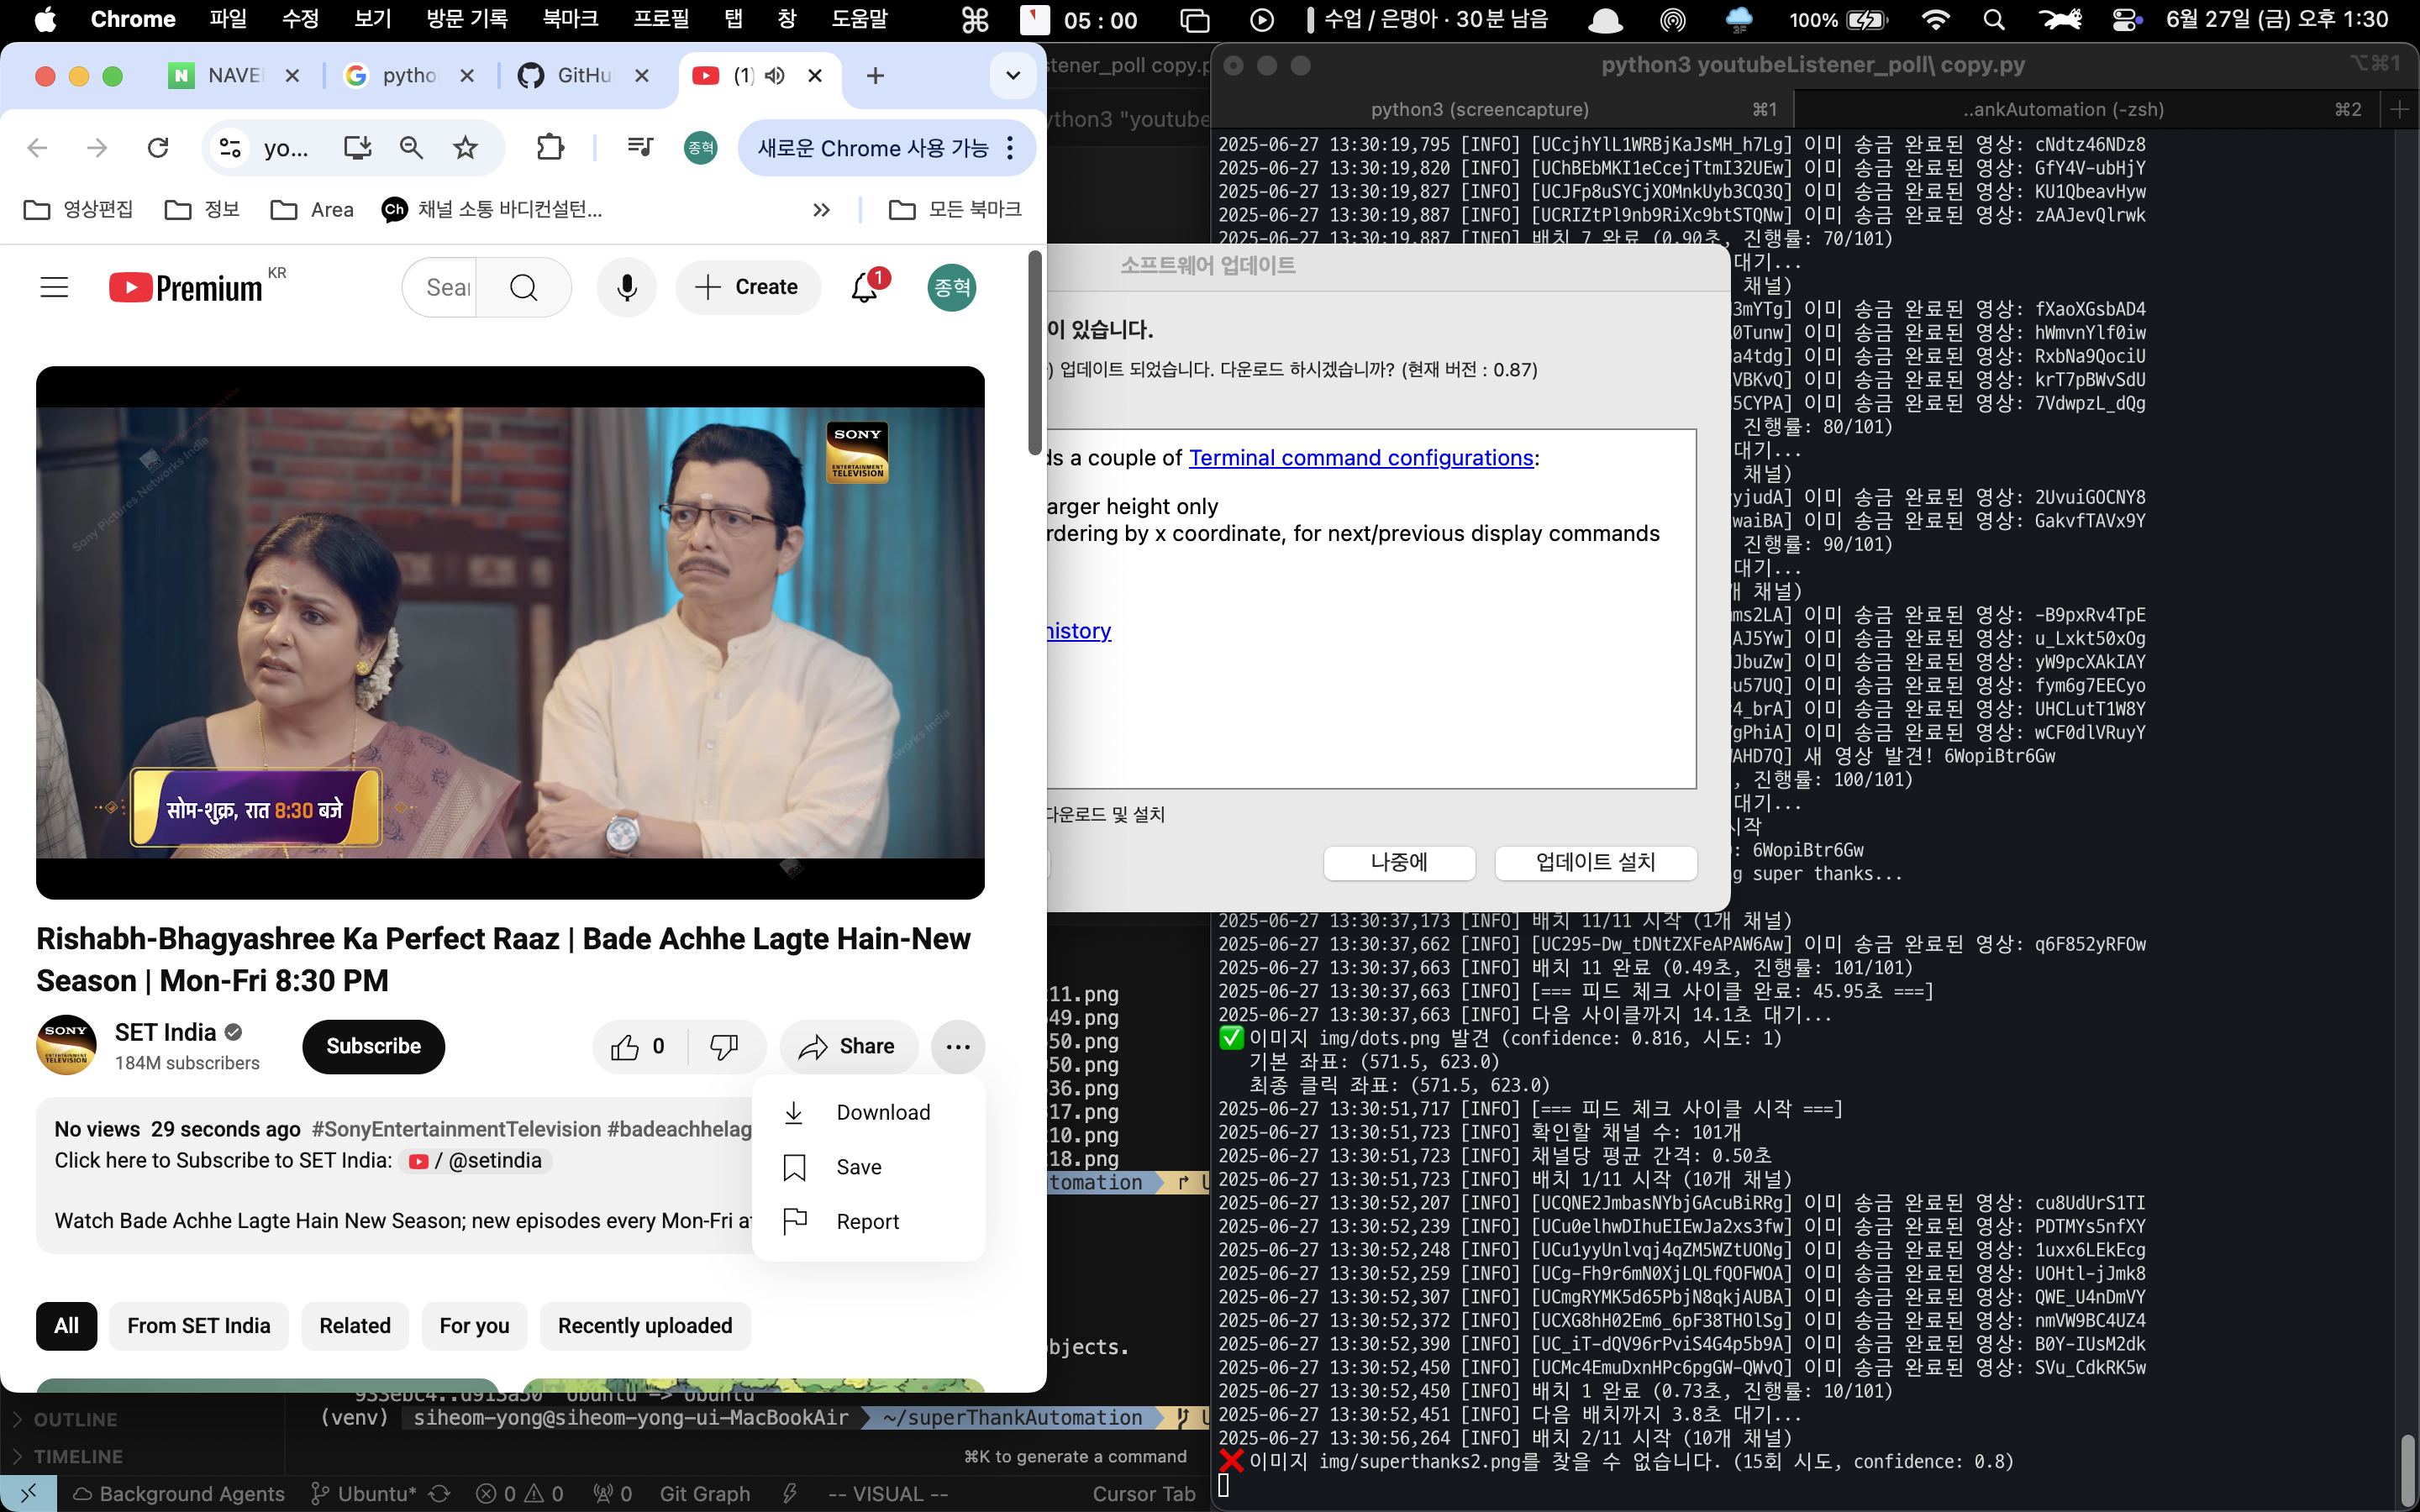 Chrome 파일 수정 보기 방문 기록 북마크 프로필 탭 창 도움말 05 : 00 수업 / 은명아 · 30분 남음 100% 6월 27일 (금) 오후 1:30
NAVE pytho GitHu (1)
yo... 종혁 새로운 Chrome 사용 가능
영상편집 정보 Area Ch 채널 소통 바디컨설턴... » 모든 북마크
Premium KR Sear Create 1 종혁
SONY
ENTERTAINMENT
TELEVISION
Sony Pictures Networks India
सोम-शुक्र, रात 8:30 बजे
Rishabh-Bhagyashree Ka Perfect Raaz | Bade Achhe Lagte Hain-New
Season | Mon-Fri 8:30 PM
SONY
SET India
184M subscribers
Subscribe 0 Share
Download
Save
Report
No views 29 seconds ago #SonyEntertainmentTelevision #badeachhelag
Click here to Subscribe to SET India: / @setindia
Watch Bade Achhe Lagte Hain New Season; new episodes every Mon-Fri at
All From SET India Related For you Recently uploaded
stener_poll copy.p
ython3 "youtube
소프트웨어 업데이트
이 있습니다.
) 업데이트 되었습니다. 다운로드 하시겠습니까? (현재 버전 : 0.87)
ds a couple of Terminal command configurations:
arger height only
rdering by x coordinate, for next/previous display commands
history
다운로드 및 설치
나중에 업데이트 설치
11.png
49.png
50.png
50.png
36.png
17.png
10.png
18.png
tomation
bjects.
933ebc4..d913a50 Ubuntu -> Ubuntu
(venv) siheom-yong@siheom-yong-ui-MacBookAir ~/superThankAutomation
OUTLINE
TIMELINE
⌘K to generate a command
Background Agents Ubuntu* 0 0 0 Git Graph -- VISUAL -- Cursor Tab
python3 youtubeListener_poll\ copy.py ⌥⌘1
python3 (screencapture) ⌘1 ..ankAutomation (-zsh) ⌘2
2025-06-27 13:30:19,795 [INFO] [UCcjhYlL1WRBjKaJsMH_h7Lg] 이미 송금 완료된 영상: cNdtz46NDz8
2025-06-27 13:30:19,820 [INFO] [UChBEbMKI1eCcejTtmI32UEw] 이미 송금 완료된 영상: GfY4V-ubHjY
2025-06-27 13:30:19,827 [INFO] [UCJFp8uSYCjXOMnkUyb3CQ3Q] 이미 송금 완료된 영상: KU1QbeavHyw
2025-06-27 13:30:19,887 [INFO] [UCRIZtPl9nb9RiXc9btSTQNw] 이미 송금 완료된 영상: zAAJevQlrwk
2025-06-27 13:30:19,887 [INFO] 배치 7 완료 (0.90초, 진행률: 70/101)
대기...
채널)
3mYTg] 이미 송금 완료된 영상: fXaoXGsbAD4
0Tunw] 이미 송금 완료된 영상: hWmvnYlf0iw
a4tdg] 이미 송금 완료된 영상: RxbNa9QociU
VBKvQ] 이미 송금 완료된 영상: krT7pBWvSdU
5CYPA] 이미 송금 완료된 영상: 7VdwpzL_dQg
진행률: 80/101)
대기...
채널)
yjudA] 이미 송금 완료된 영상: 2UvuiGOCNY8
waiBA] 이미 송금 완료된 영상: GakvfTAVx9Y
진행률: 90/101)
대기...
개 채널)
ms2LA] 이미 송금 완료된 영상: -B9pxRv4TpE
AJ5Yw] 이미 송금 완료된 영상: u_Lxkt50xOg
JbuZw] 이미 송금 완료된 영상: yW9pcXAkIAY
u57UQ] 이미 송금 완료된 영상: fym6g7EECyo
4_brA] 이미 송금 완료된 영상: UHCLutT1W8Y
gPhiA] 이미 송금 완료된 영상: wCF0dlVRuyY
AHD7Q] 새 영상 발견! 6WopiBtr6Gw
, 진행률: 100/101)
대기...
시작
: 6WopiBtr6Gw
g super thanks...
2025-06-27 13:30:37,173 [INFO] 배치 11/11 시작 (1개 채널)
2025-06-27 13:30:37,662 [INFO] [UC295-Dw_tDNtZXFeAPAW6Aw] 이미 송금 완료된 영상: q6F852yRFOw
2025-06-27 13:30:37,663 [INFO] 배치 11 완료 (0.49초, 진행률: 101/101)
2025-06-27 13:30:37,663 [INFO] [=== 피드 체크 사이클 완료: 45.95초 ===]
2025-06-27 13:30:37,663 [INFO] 다음 사이클까지 14.1초 대기...
✅ 이미지 img/dots.png 발견 (confidence: 0.816, 시도: 1)
기본 좌표: (571.5, 623.0)
최종 클릭 좌표: (571.5, 623.0)
2025-06-27 13:30:51,717 [INFO] [=== 피드 체크 사이클 시작 ===]
2025-06-27 13:30:51,723 [INFO] 확인할 채널 수: 101개
2025-06-27 13:30:51,723 [INFO] 채널당 평균 간격: 0.50초
2025-06-27 13:30:51,723 [INFO] 배치 1/11 시작 (10개 채널)
2025-06-27 13:30:52,207 [INFO] [UCQNE2JmbasNYbjGAcuBiRRg] 이미 송금 완료된 영상: cu8UdUrS1TI
2025-06-27 13:30:52,239 [INFO] [UCu0elhwDIhuEIEwJa2xs3fw] 이미 송금 완료된 영상: PDTMYs5nfXY
2025-06-27 13:30:52,248 [INFO] [UCu1yyUnlvqj4qZM5WZtUONg] 이미 송금 완료된 영상: 1uxx6LEkEcg
2025-06-27 13:30:52,259 [INFO] [UCg-Fh9r6mN0XjLQLfQOFWOA] 이미 송금 완료된 영상: UOHtl-jJmk8
2025-06-27 13:30:52,307 [INFO] [UCmgRYMK5d65PbjN8qkjAUBA] 이미 송금 완료된 영상: QWE_U4nDmVY
2025-06-27 13:30:52,372 [INFO] [UCXG8hH02Em6_6pF38THOlSg] 이미 송금 완료된 영상: nmVW9BC4UZ4
2025-06-27 13:30:52,390 [INFO] [UC_iT-dQV96rPviS4G4p5b9A] 이미 송금 완료된 영상: B0Y-IUsM2dk
2025-06-27 13:30:52,450 [INFO] [UCMc4EmuDxnHPc6pgGW-QWvQ] 이미 송금 완료된 영상: SVu_CdkRK5w
2025-06-27 13:30:52,450 [INFO] 배치 1 완료 (0.73초, 진행률: 10/101)
2025-06-27 13:30:52,451 [INFO] 다음 배치까지 3.8초 대기...
2025-06-27 13:30:56,264 [INFO] 배치 2/11 시작 (10개 채널)
❌ 이미지 img/superthanks2.png를 찾을 수 없습니다. (15회 시도, confidence: 0.8)